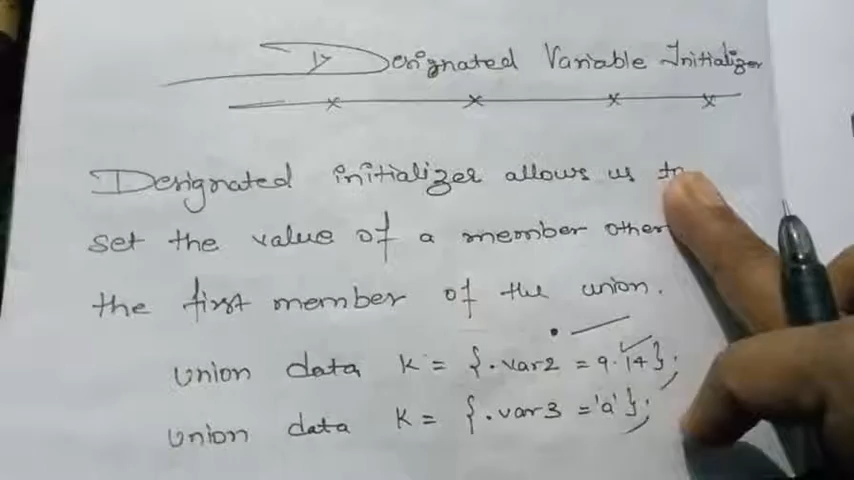 Designated Variable Initializer
Designated initializer allows us to
set the value of a member other
the first member of the union.
union data k = {.var2 = 9.14};
union data k = {.var3 = 'a'};